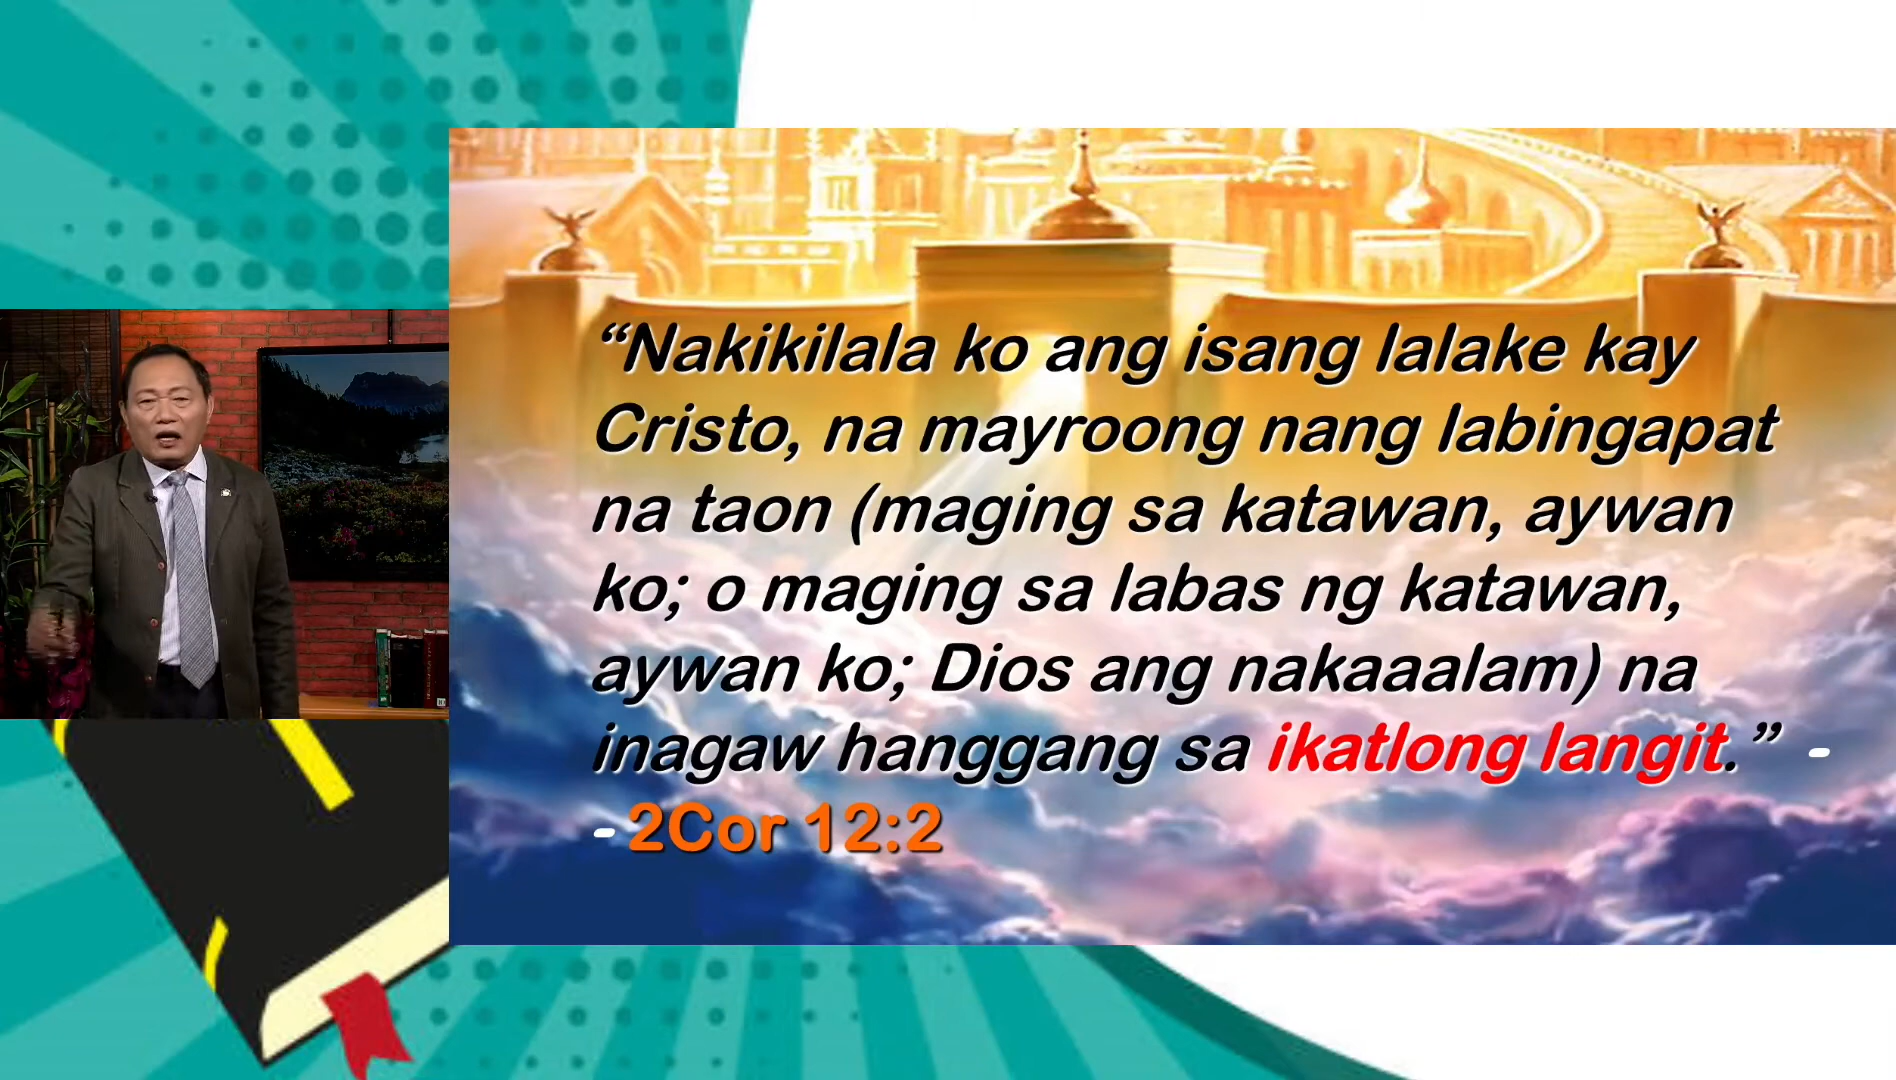 “Nakikilala ko ang isang lalake kay
Cristo, na mayroong nang labingapat
na taon (maging sa katawan, aywan
ko; o maging sa labas ng katawan,
aywan ko; Dios ang nakaaalam) na
inagaw hanggang sa ikatlong langit.” -
- 2Cor 12:2